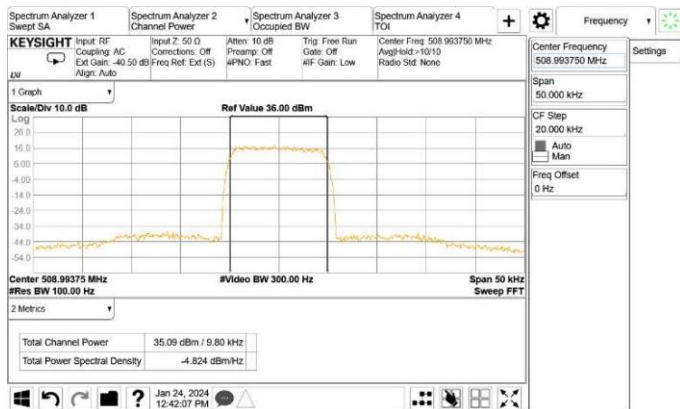 Spectrum Analyzer 1
Swept SA
Spectrum Analyzer 2
Channel Power
Spectrum Analyzer 3
Occupied BW
Spectrum Analyzer 4
TOI
+
Frequency
KEYSIGHT
Input: RF
Coupling: AC
Ext Gain: -40.50 dB
Align: Auto
Input Z: 50 Ω
Corrections: Off
Freq Ref: Ext (S)
Atten: 10 dB
Preamp: Off
#PNO: Fast
Trig: Free Run
Gate: Off
#IF Gain: Low
Center Freq: 508.993750 MHz
Avg|Hold:>10/10
Radio Std: None
Center Frequency
508.993750 MHz
Settings
Span
50.000 kHz
CF Step
20.000 kHz
Auto
Man
Freq Offset
0 Hz
1 Graph
Scale/Div 10.0 dB
Ref Value 36.00 dBm
Log
26.0
16.0
6.00
-4.00
-14.0
-24.0
-34.0
-44.0
-54.0
Center 508.99375 MHz
#Video BW 300.00 Hz
Span 50 kHz
#Res BW 100.00 Hz
Sweep FFT
2 Metrics
Total Channel Power
35.09 dBm / 9.80 kHz
Total Power Spectral Density
-4.824 dBm/Hz
?
Jan 24, 2024
12:42:07 PM